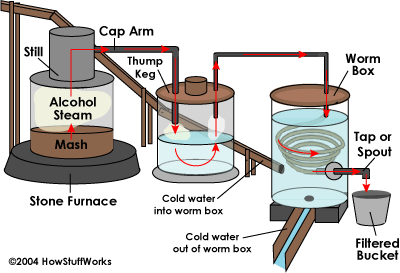 Cap Arm
Still
Thump
Keg
Worm
Box
Alcohol
Steam
Tap or
Spout
Mash
Stone Furnace
Cold water
into worm box
Cold water
out of worm box
Filtered
Bucket
©2004 HowStuffWorks